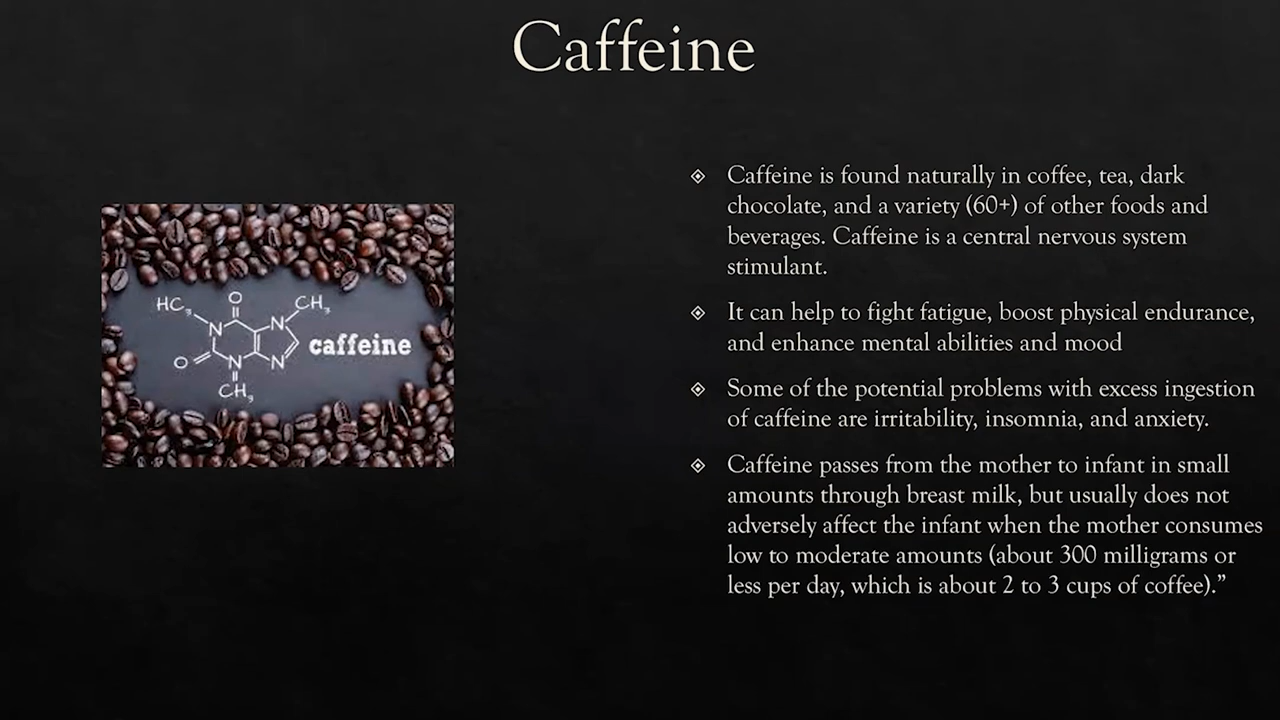 Caffeine
HC3
O
CH3
N
N
caffeine
O
N
N
CH3
Caffeine is found naturally in coffee, tea, dark
chocolate, and a variety (60+) of other foods and
beverages. Caffeine is a central nervous system
stimulant.
It can help to fight fatigue, boost physical endurance,
and enhance mental abilities and mood
Some of the potential problems with excess ingestion
of caffeine are irritability, insomnia, and anxiety.
Caffeine passes from the mother to infant in small
amounts through breast milk, but usually does not
adversely affect the infant when the mother consumes
low to moderate amounts (about 300 milligrams or
less per day, which is about 2 to 3 cups of coffee).”